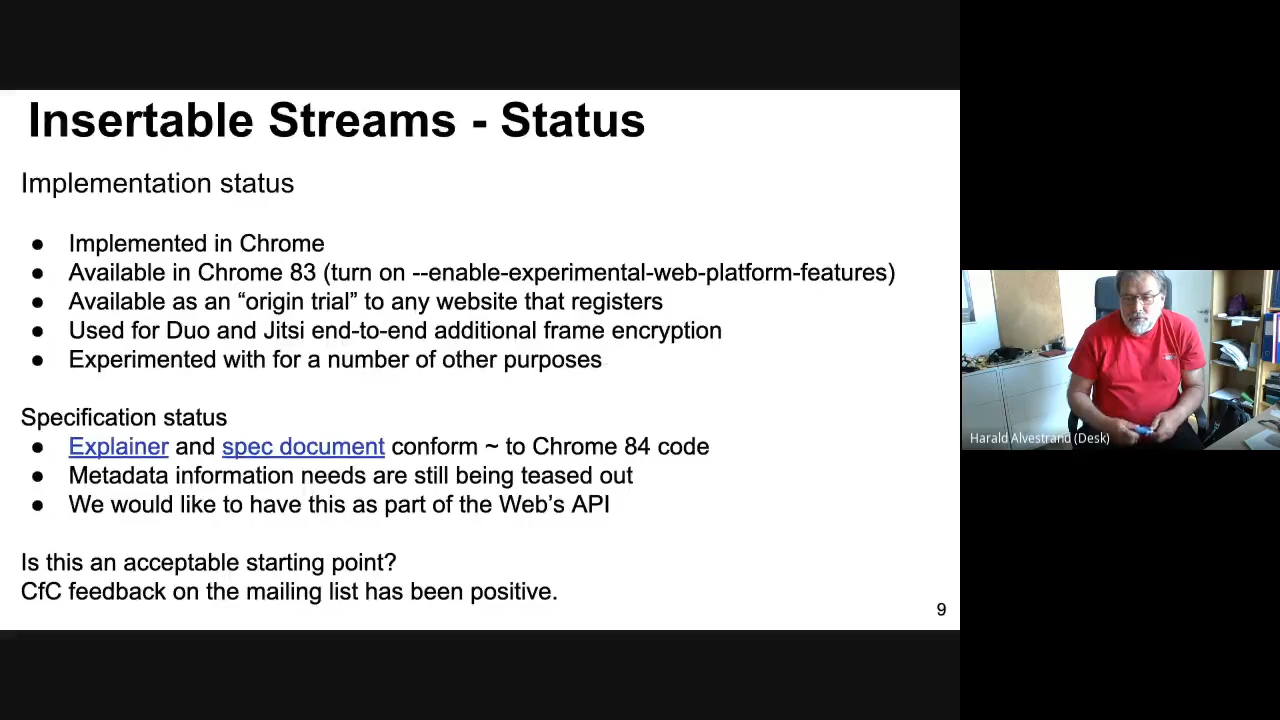 Insertable Streams - Status
Implementation status
● Implemented in Chrome
● Available in Chrome 83 (turn on --enable-experimental-web-platform-features)
● Available as an “origin trial” to any website that registers
● Used for Duo and Jitsi end-to-end additional frame encryption
● Experimented with for a number of other purposes
Specification status
● Explainer and spec document conform ~ to Chrome 84 code
● Metadata information needs are still being teased out
● We would like to have this as part of the Web’s API
Is this an acceptable starting point?
CfC feedback on the mailing list has been positive.
9
Harald Alvestrand (Desk)